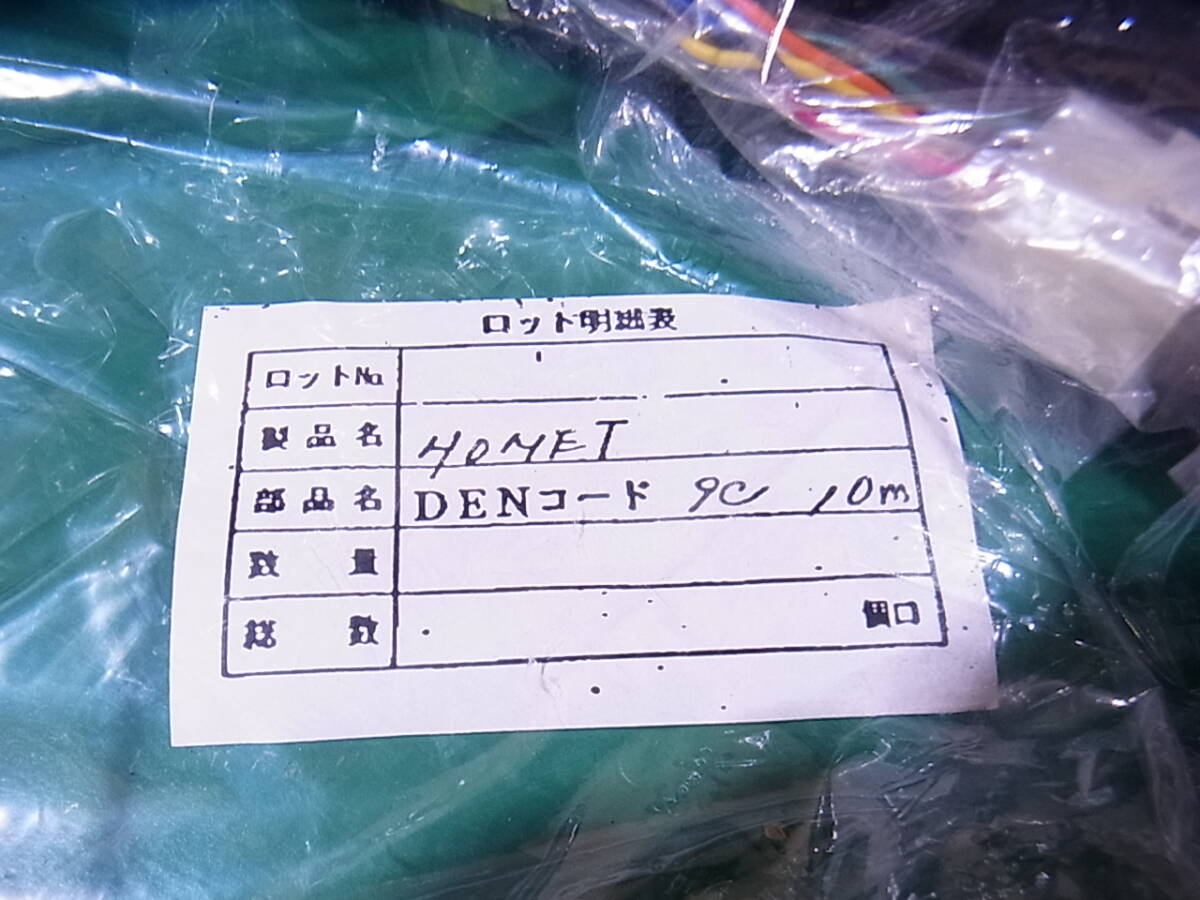 ロット明細表
ロットNo.
製品名 HOMET
部品名 DENコード 9C 10m
数量
総数 個口